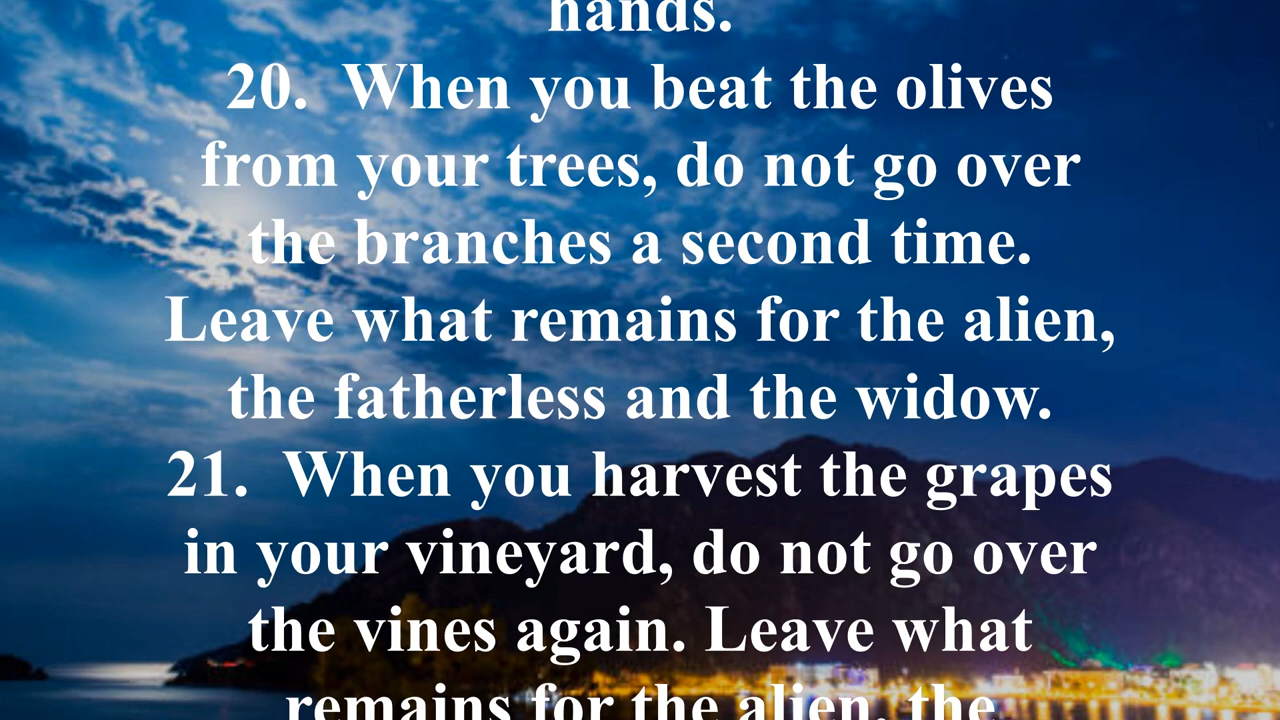 hands.
20.  When you beat the olives
from your trees, do not go over
the branches a second time.
Leave what remains for the alien,
the fatherless and the widow.
21.  When you harvest the grapes
in your vineyard, do not go over
the vines again. Leave what
remains for the alien, the